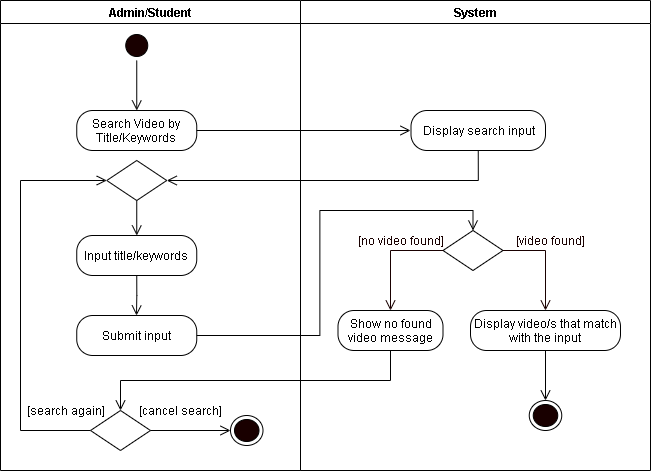 Admin/Student
System
Search Video by
Title/Keywords
Display search input
[no video found]
[video found]
Input title/keywords
Submit input
Show no found
video message
Display video/s that match
with the input
[search again]
[cancel search]